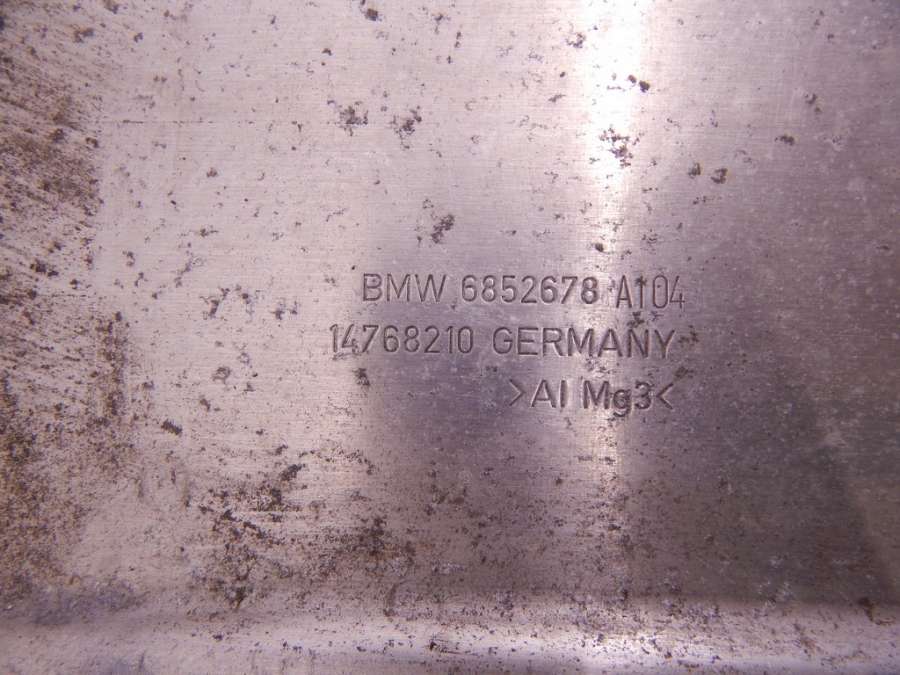 BMW 6852678 A104
14768210 GERMANY
>Al Mg3<